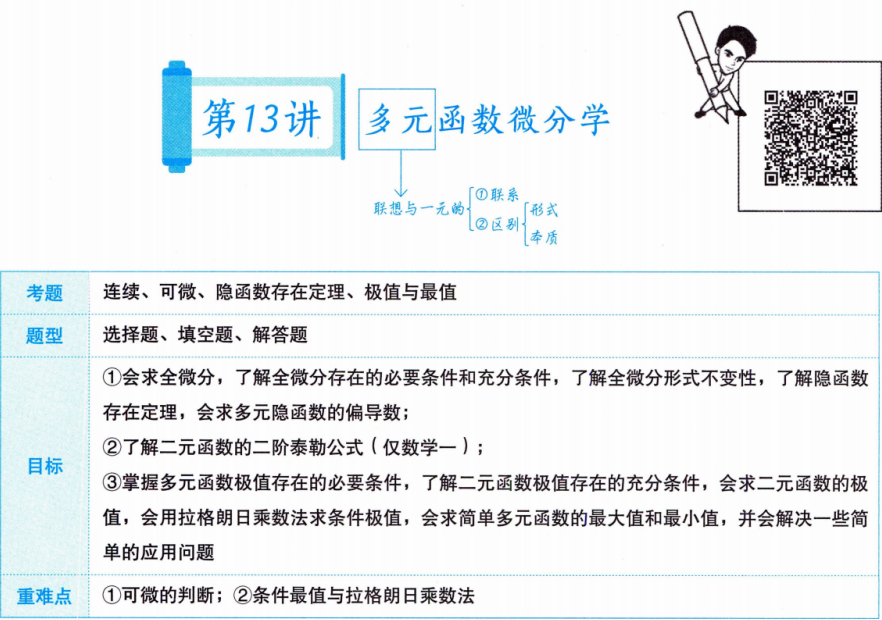 第13讲 多元函数微分学
联想与一元的
①联系
②区别
形式
本质
考题 连续、可微、隐函数存在定理、极值与最值
题型 选择题、填空题、解答题
目标
①会求全微分，了解全微分存在的必要条件和充分条件，了解全微分形式不变性，了解隐函数
存在定理，会求多元隐函数的偏导数；
②了解二元函数的二阶泰勒公式（仅数学一）；
③掌握多元函数极值存在的必要条件，了解二元函数极值存在的充分条件，会求二元函数的极
值，会用拉格朗日乘数法求条件极值，会求简单多元函数的最大值和最小值，并会解决一些简
单的应用问题
重难点 ①可微的判断；②条件最值与拉格朗日乘数法